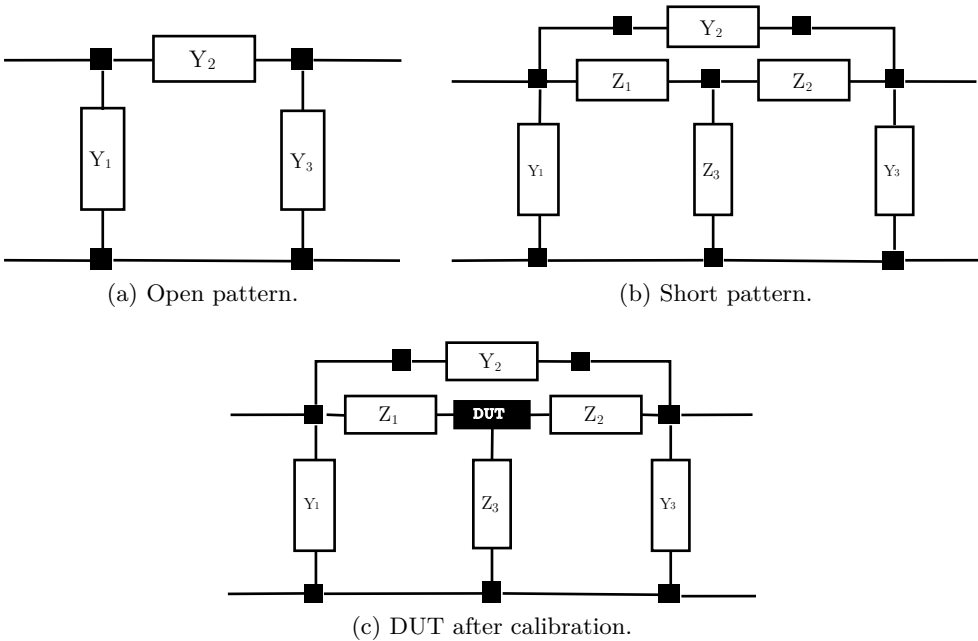 Y₂
Y₁
Y₃
(a) Open pattern.
Y₂
Z₁ Z₂
Y₁ Z₃ Y₃
(b) Short pattern.
Y₂
Z₁ DUT Z₂
Y₁ Z₃ Y₃
(c) DUT after calibration.